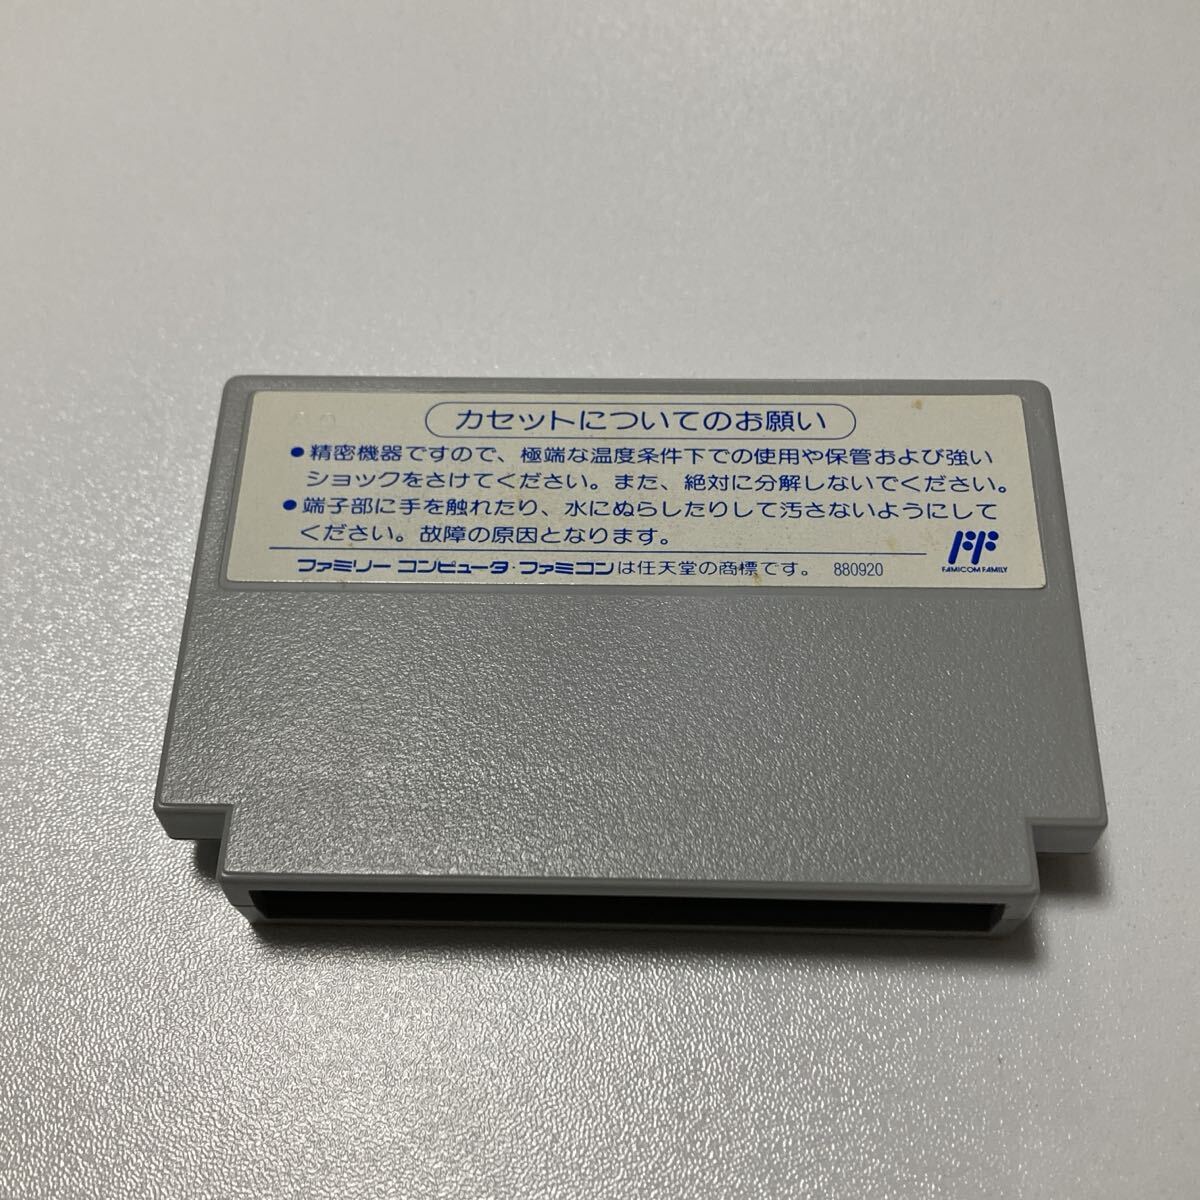 カセットについてのお願い
●精密機器ですので、極端な温度条件下での使用や保管および強い
ショックをさけてください。また、絶対に分解しないでください。
●端子部に手を触れたり、水にぬらしたりして汚さないようにして
ください。故障の原因となります。
ファミリーコンピュータ・ファミコンは任天堂の商標です。 880920
FF
FAMICOM FAMILY